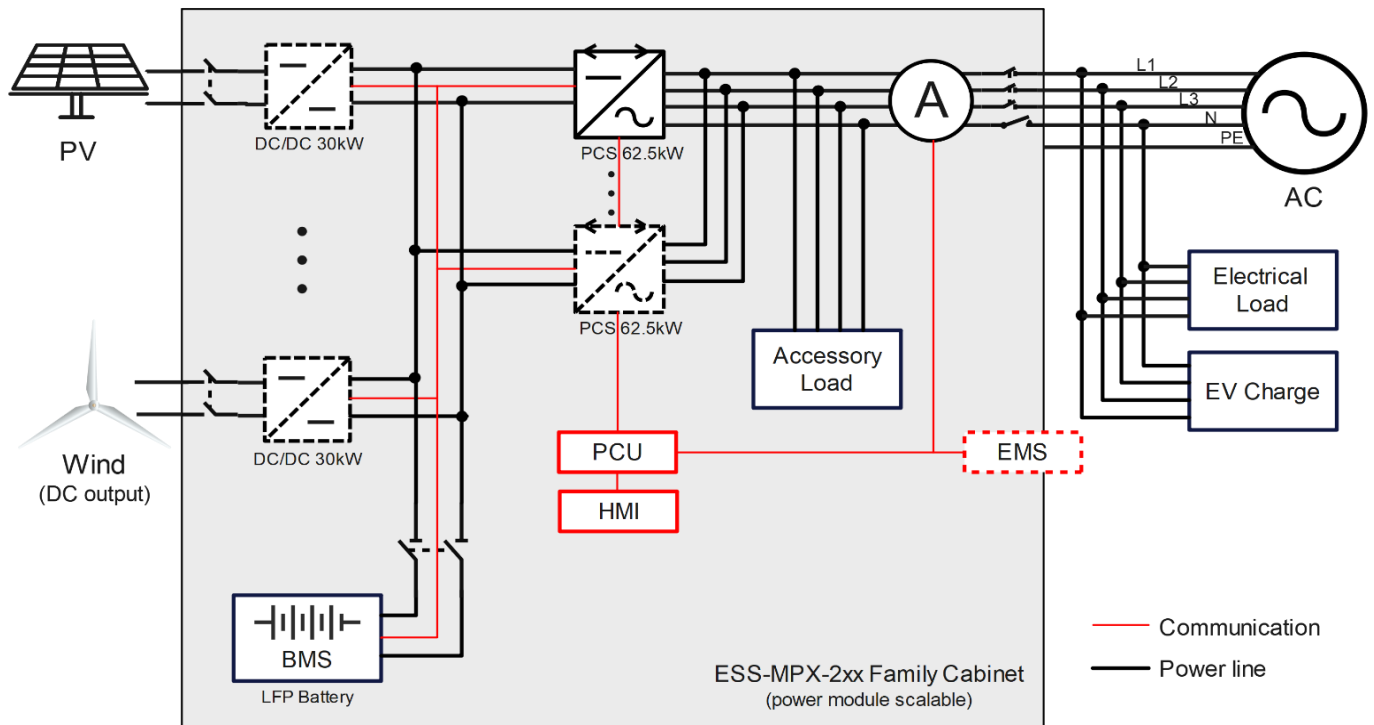 PV
DC/DC 30kW
PCS 62.5kW
A
L1
L2
L3
N
PE
AC
PCS 62.5kW
Accessory
Load
Electrical
Load
EV Charge
Wind
(DC output)
DC/DC 30kW
PCU
EMS
HMI
BMS
LFP Battery
ESS-MPX-2xx Family Cabinet
(power module scalable)
Communication
Power line